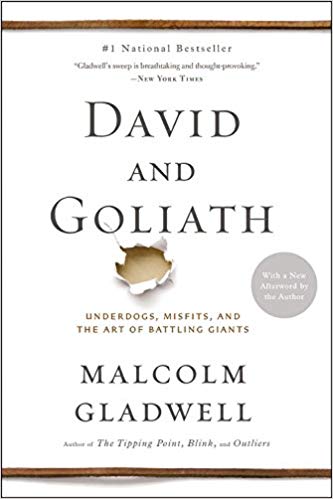 #1 National Bestseller
"Gladwell's sweep is breathtaking and thought-provoking."
—New York Times
DAVID
AND
GOLIATH
UNDERDOGS, MISFITS, AND
THE ART OF BATTLING GIANTS
With a New
Afterword by
the Author
MALCOLM
GLADWELL
Author of The Tipping Point, Blink, and Outliers